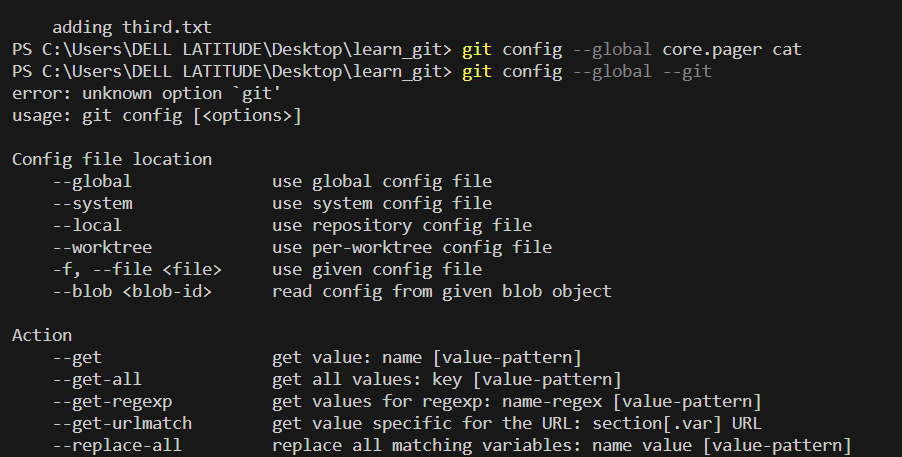 adding third.txt
PS C:\Users\DELL LATITUDE\Desktop\learn_git> git config --global core.pager cat
PS C:\Users\DELL LATITUDE\Desktop\learn_git> git config --global --git
error: unknown option `git'
usage: git config [<options>]

Config file location
    --global              use global config file
    --system              use system config file
    --local               use repository config file
    --worktree            use per-worktree config file
    -f, --file <file>     use given config file
    --blob <blob-id>      read config from given blob object

Action
    --get                 get value: name [value-pattern]
    --get-all             get all values: key [value-pattern]
    --get-regexp          get values for regexp: name-regex [value-pattern]
    --get-urlmatch        get value specific for the URL: section[.var] URL
    --replace-all         replace all matching variables: name value [value-pattern]